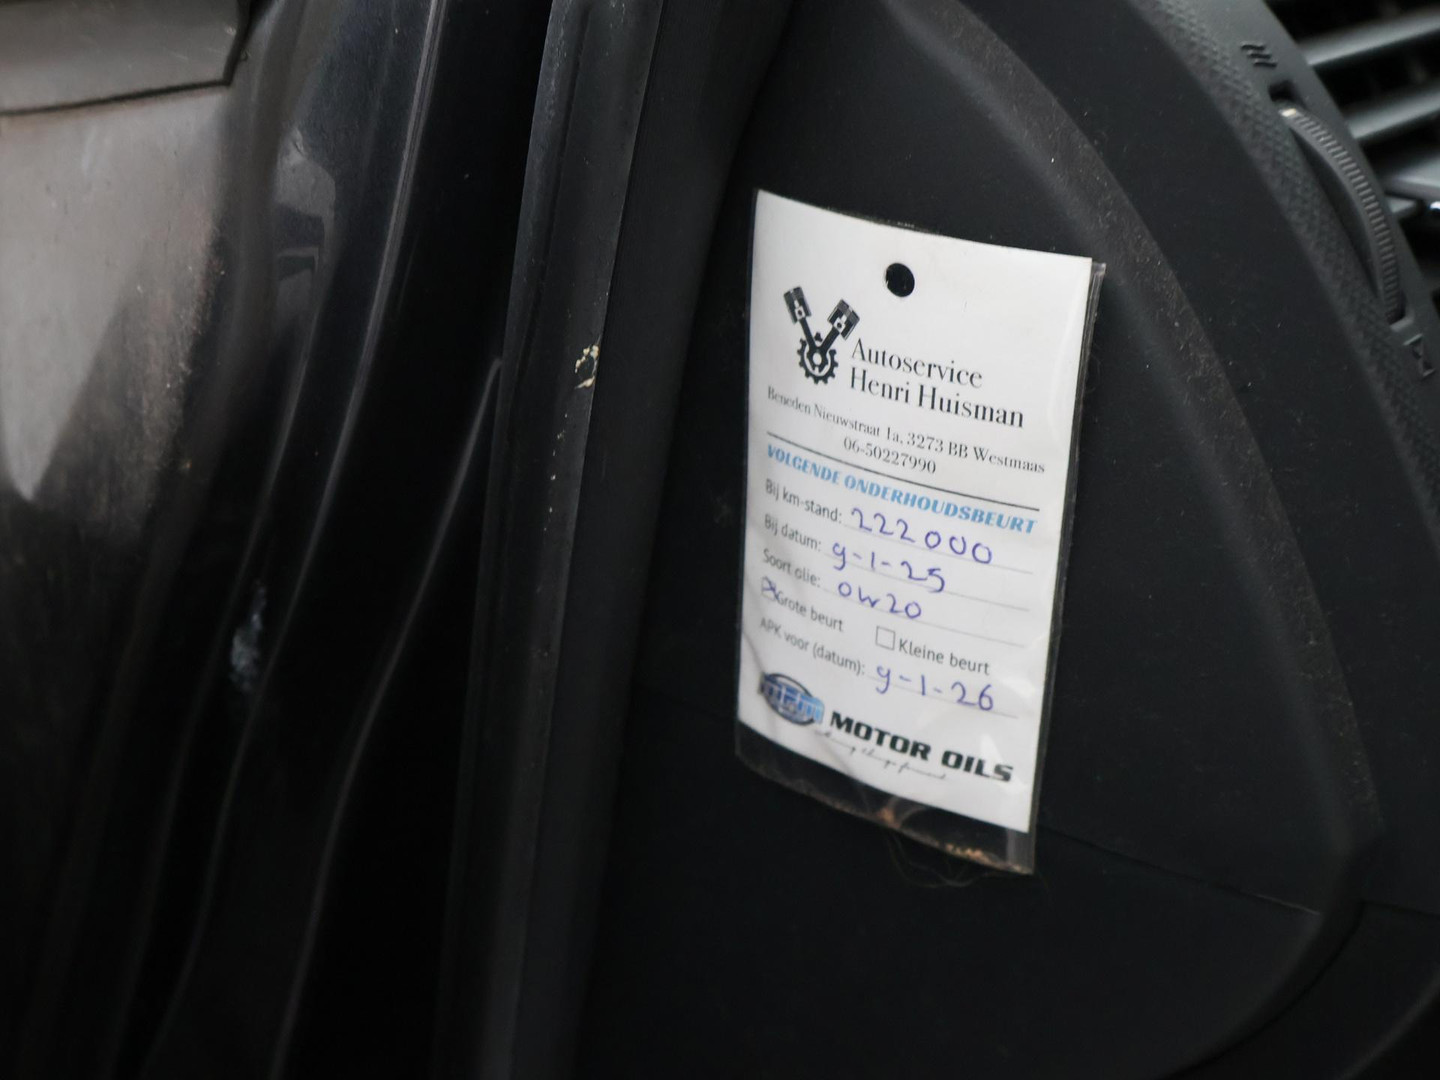 Autoservice
Henri Huisman
Beneden Nieuwstraat 1a, 3273 BB Westmaas
06-50227990
VOLGENDE ONDERHOUDSBEURT
Bij km-stand: 222000
Bij datum: 9-1-25
Soort olie: 0W20
Grote beurt Kleine beurt
APK voor (datum): 9-1-26
MOTOR OILS